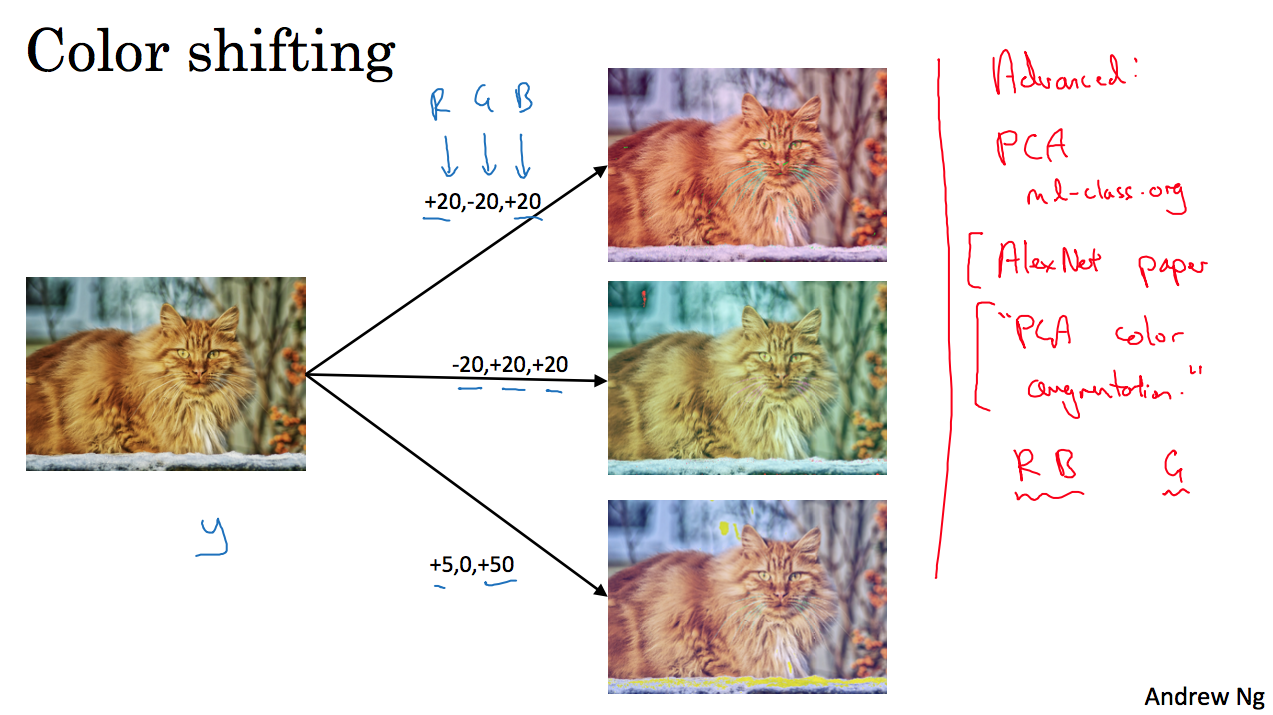 Color shifting
R G B
+20,-20,+20
-20,+20,+20
+5,0,+50
y
Advanced:
PCA
ml-class.org
AlexNet paper
"PCA color
augmentation."
R B G
Andrew Ng